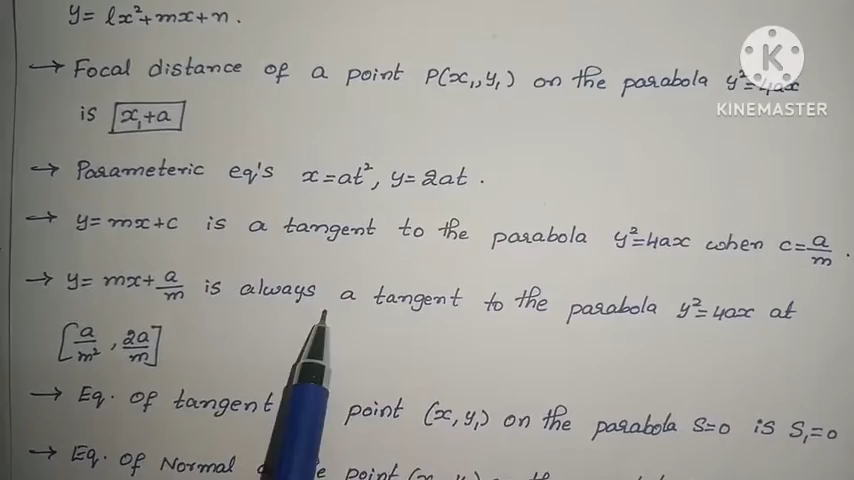 y = lx²+mx+n.
→ Focal distance of a point P(x₁,y₁) on the parabola y²=4ax
is x₁+a
K
KINEMASTER
→ Parameteric eq's x=at², y=2at.
→ y=mx+c is a tangent to the parabola y²=4ax when c=a/m.
→ y= mx+a/m is always a tangent to the parabola y²=4ax at
[a/m², 2a/m]
→ Eq. of tangent point (x,y₁) on the parabola S=0 is S₁=0
→ Eq. of Normal point